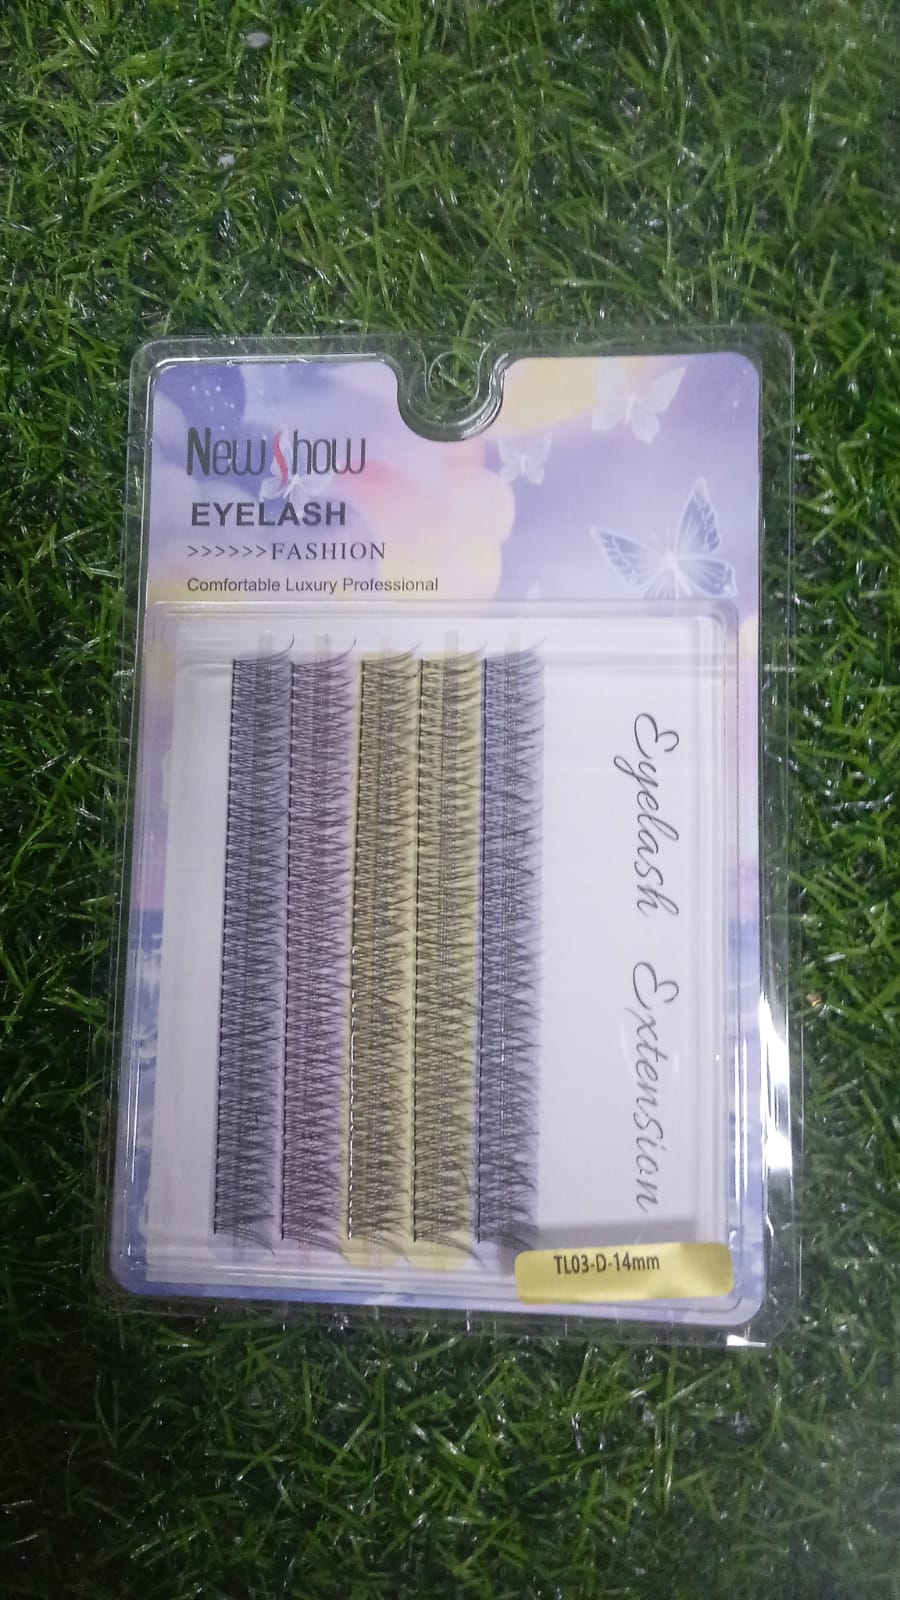 NewShow
EYELASH
>>>>>>FASHION
Comfortable Luxury Professional
Eyelash Extension
TL03-D-14mm